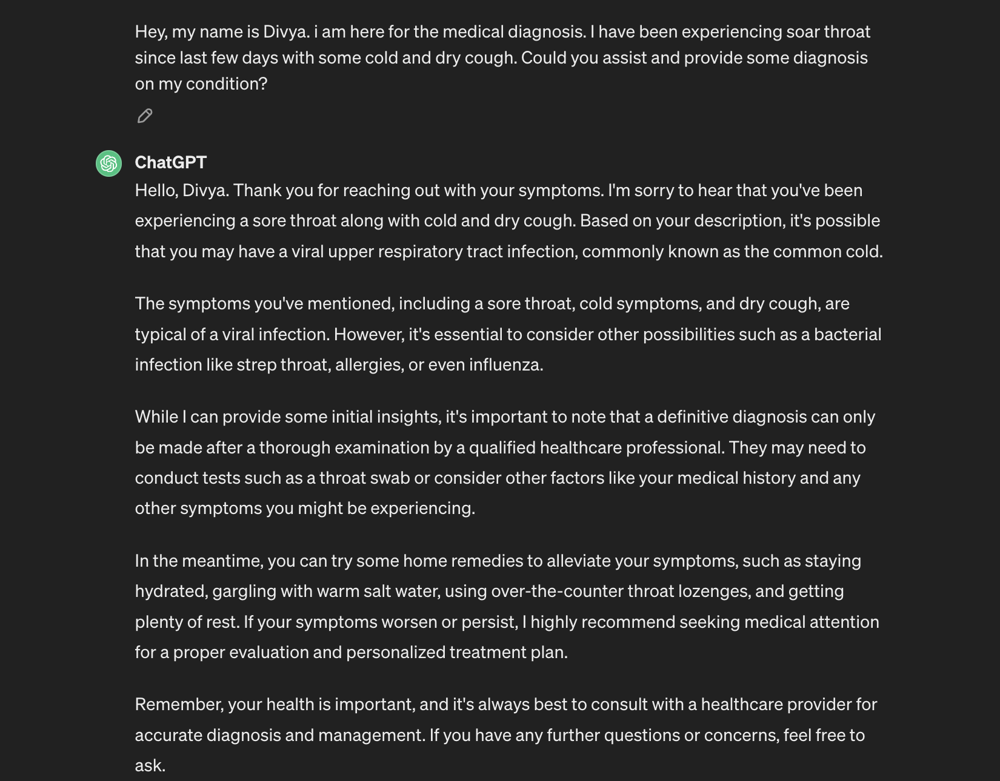 Hey, my name is Divya. i am here for the medical diagnosis. I have been experiencing soar throat
since last few days with some cold and dry cough. Could you assist and provide some diagnosis
on my condition?
ChatGPT
Hello, Divya. Thank you for reaching out with your symptoms. I'm sorry to hear that you've been
experiencing a sore throat along with cold and dry cough. Based on your description, it's possible
that you may have a viral upper respiratory tract infection, commonly known as the common cold.
The symptoms you've mentioned, including a sore throat, cold symptoms, and dry cough, are
typical of a viral infection. However, it's essential to consider other possibilities such as a bacterial
infection like strep throat, allergies, or even influenza.
While I can provide some initial insights, it's important to note that a definitive diagnosis can only
be made after a thorough examination by a qualified healthcare professional. They may need to
conduct tests such as a throat swab or consider other factors like your medical history and any
other symptoms you might be experiencing.
In the meantime, you can try some home remedies to alleviate your symptoms, such as staying
hydrated, gargling with warm salt water, using over-the-counter throat lozenges, and getting
plenty of rest. If your symptoms worsen or persist, I highly recommend seeking medical attention
for a proper evaluation and personalized treatment plan.
Remember, your health is important, and it's always best to consult with a healthcare provider for
accurate diagnosis and management. If you have any further questions or concerns, feel free to
ask.